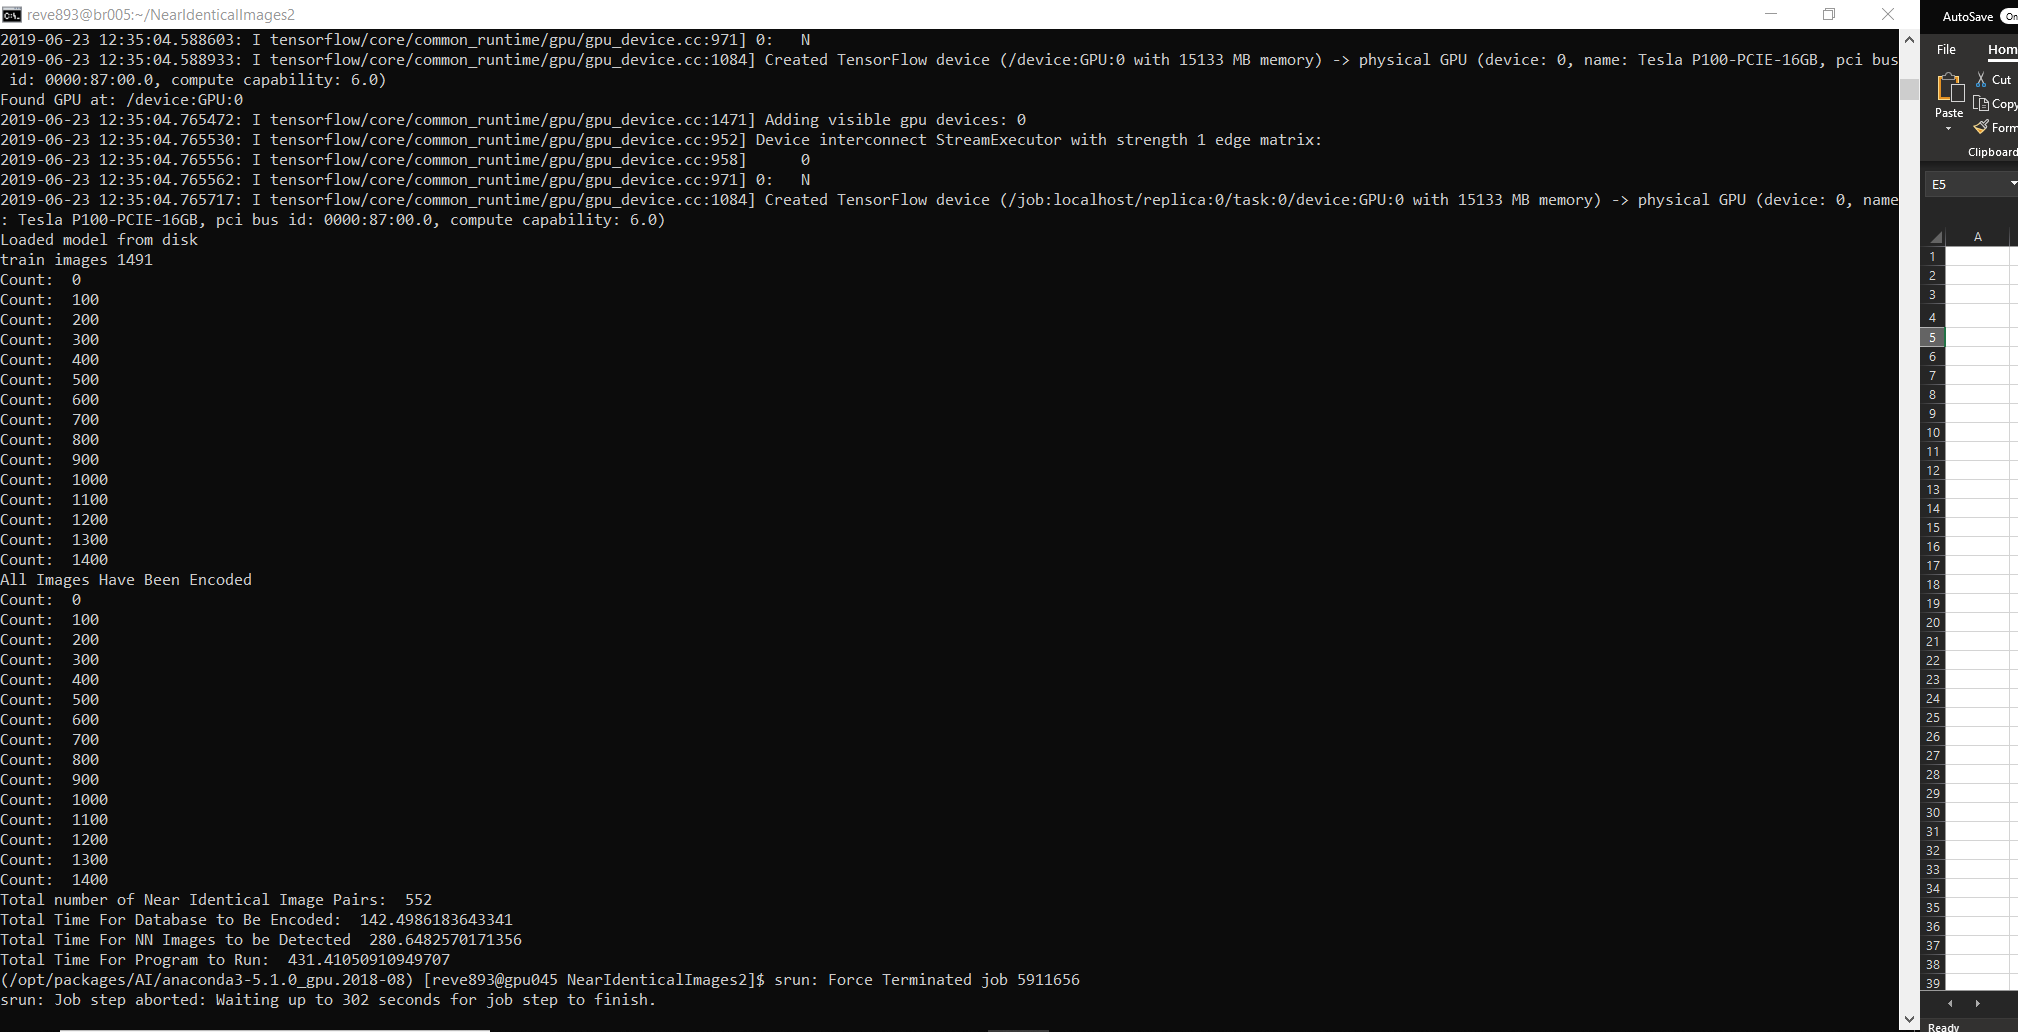 reve893@br005:~/NearIdenticalImages2
2019-06-23 12:35:04.588603: I tensorflow/core/common_runtime/gpu/gpu_device.cc:971] 0:   N
2019-06-23 12:35:04.588933: I tensorflow/core/common_runtime/gpu/gpu_device.cc:1084] Created TensorFlow device (/device:GPU:0 with 15133 MB memory) -> physical GPU (device: 0, name: Tesla P100-PCIE-16GB, pci bus
 id: 0000:87:00.0, compute capability: 6.0)
Found GPU at: /device:GPU:0
2019-06-23 12:35:04.765472: I tensorflow/core/common_runtime/gpu/gpu_device.cc:1471] Adding visible gpu devices: 0
2019-06-23 12:35:04.765530: I tensorflow/core/common_runtime/gpu/gpu_device.cc:952] Device interconnect StreamExecutor with strength 1 edge matrix:
2019-06-23 12:35:04.765556: I tensorflow/core/common_runtime/gpu/gpu_device.cc:958]      0
2019-06-23 12:35:04.765562: I tensorflow/core/common_runtime/gpu/gpu_device.cc:971] 0:   N
2019-06-23 12:35:04.765717: I tensorflow/core/common_runtime/gpu/gpu_device.cc:1084] Created TensorFlow device (/job:localhost/replica:0/task:0/device:GPU:0 with 15133 MB memory) -> physical GPU (device: 0, name
: Tesla P100-PCIE-16GB, pci bus id: 0000:87:00.0, compute capability: 6.0)
Loaded model from disk
train images 1491
Count:  0
Count:  100
Count:  200
Count:  300
Count:  400
Count:  500
Count:  600
Count:  700
Count:  800
Count:  900
Count:  1000
Count:  1100
Count:  1200
Count:  1300
Count:  1400
All Images Have Been Encoded
Count:  0
Count:  100
Count:  200
Count:  300
Count:  400
Count:  500
Count:  600
Count:  700
Count:  800
Count:  900
Count:  1000
Count:  1100
Count:  1200
Count:  1300
Count:  1400
Total number of Near Identical Image Pairs:  552
Total Time For Database to Be Encoded:  142.4986183643341
Total Time For NN Images to be Detected  280.6482570171356
Total Time For Program to Run:  431.41050910949707
(/opt/packages/AI/anaconda3-5.1.0_gpu.2018-08) [reve893@gpu045 NearIdenticalImages2]$ srun: Force Terminated job 5911656
srun: Job step aborted: Waiting up to 302 seconds for job step to finish.
AutoSave On
File Hom
Cut
Copy
Paste
Form
Clipboard
E5
A
1
2
3
4
5
6
7
8
9
10
11
12
13
14
15
16
17
18
19
20
21
22
23
24
25
26
27
28
29
30
31
32
33
34
35
36
37
38
39
Ready